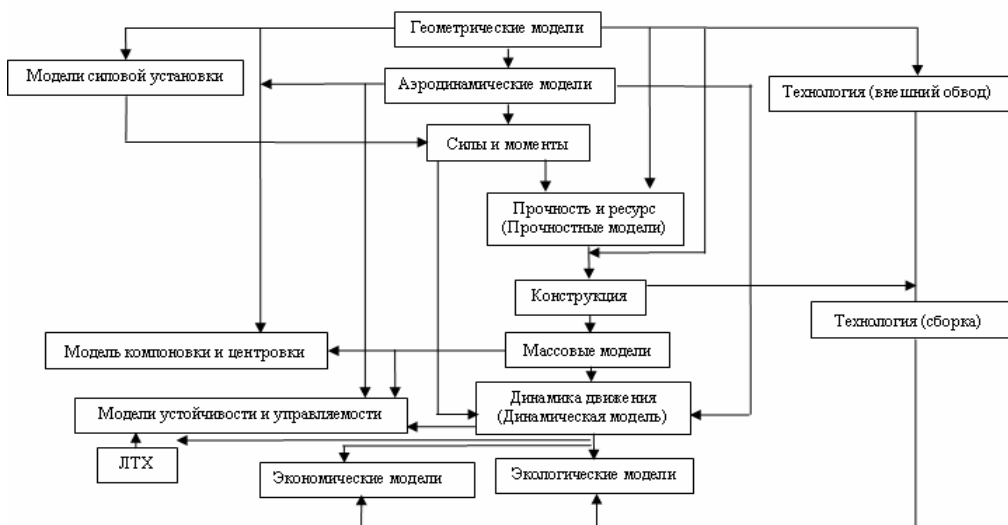 Геометрические модели
Модели силовой установки
Аэродинамические модели
Технология (внешний обвод)
Силы и моменты
Прочность и ресурс
(Прочностные модели)
Конструкция
Технология (сборка)
Модель компоновки и центровки
Массовые модели
Динамика движения
(Динамическая модель)
Модели устойчивости и управляемости
ЛТХ
Экономические модели
Экологические модели